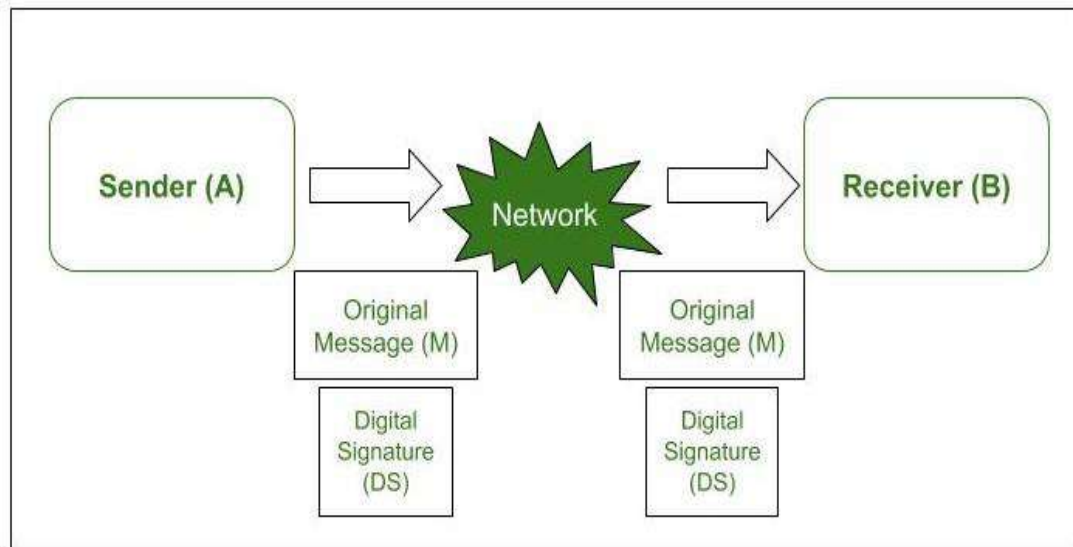 Sender (A)
Network
Receiver (B)
Original
Message (M)
Original
Message (M)
Digital
Signature
(DS)
Digital
Signature
(DS)